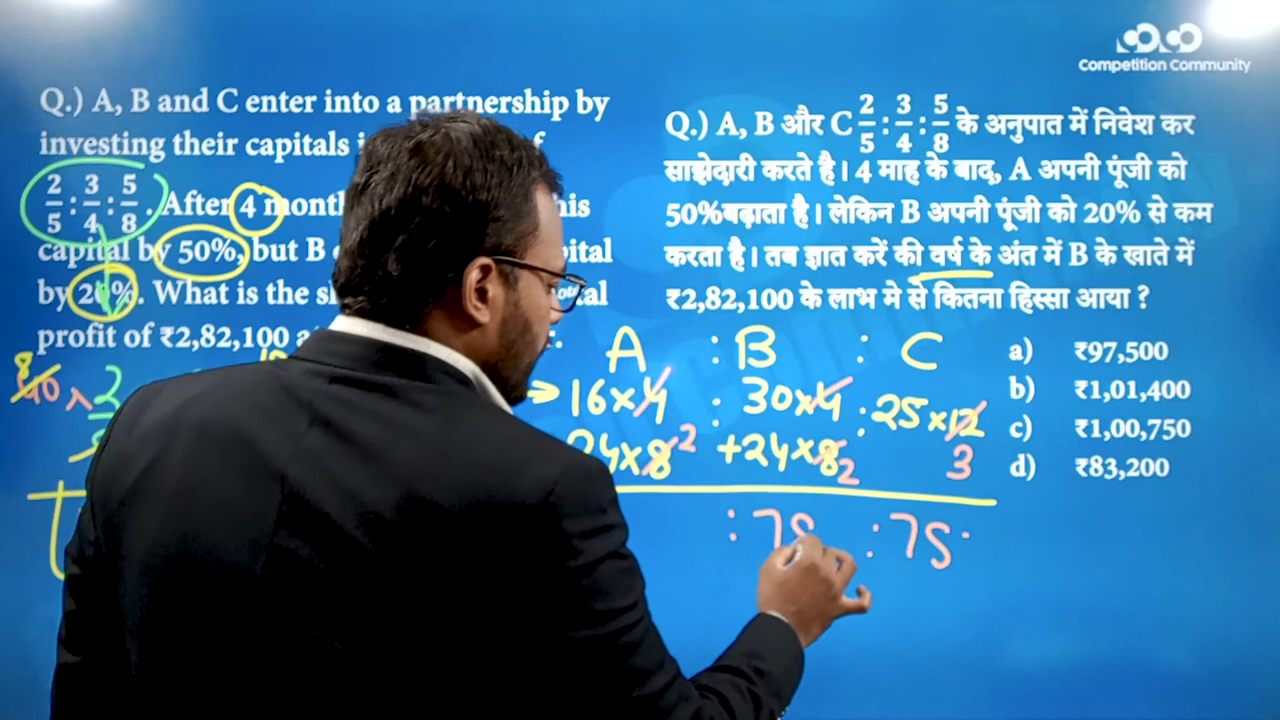 Competition Community
Q.) A, B and C enter into a partnership by
investing their capitals
2/5 : 3/4 : 5/8 . After 4
his
capital by 50%, but B
by 20%. What is the
profit of ₹2,82,100
Q.) A, B और C 2/5 : 3/4 : 5/8 के अनुपात में निवेश कर
साझेदारी करते है। 4 माह के बाद, A अपनी पूंजी को
50%बढ़ाता है। लेकिन B अपनी पूंजी को 20% से कम
करता है। तब ज्ञात करें की वर्ष के अंत में B के खाते में
₹2,82,100 के लाभ मे से कितना हिस्सा आया ?
a) ₹97,500
b) ₹1,01,400
c) ₹1,00,750
d) ₹83,200
A : B : C
16×4 : 30×4 : 25×12
24×8 2 +24×8 2 3
: 75 :